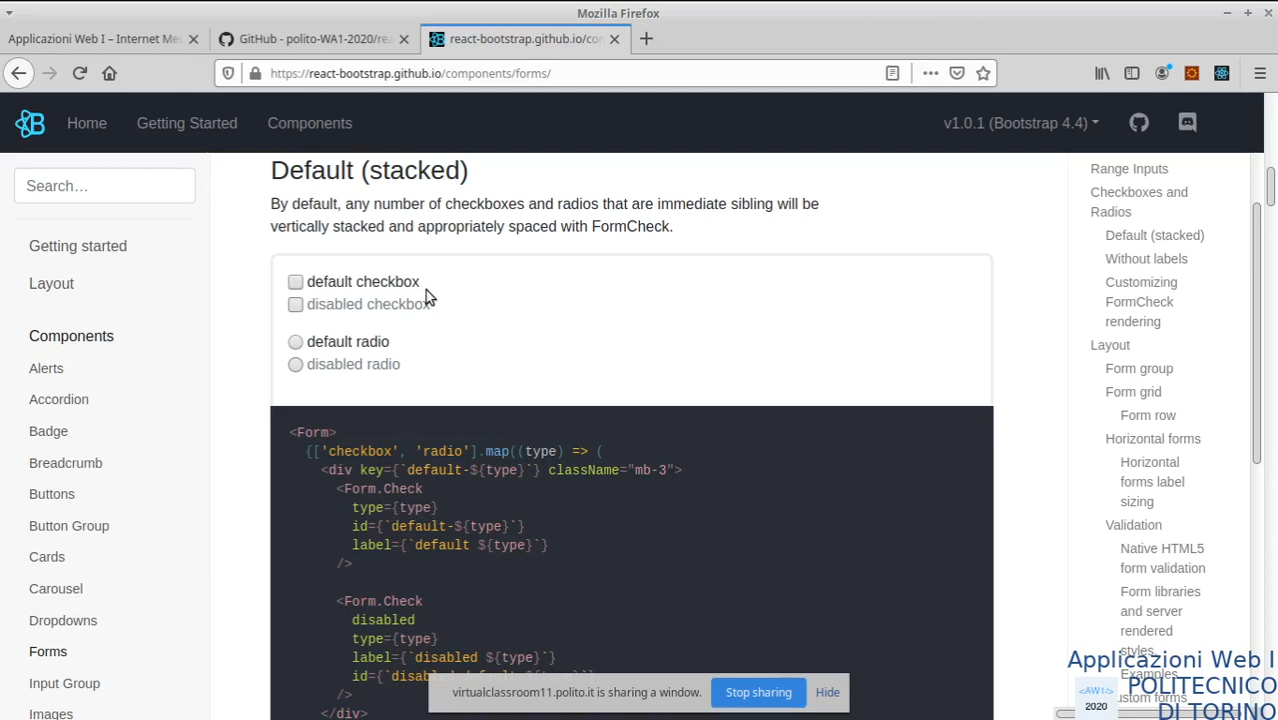 Mozilla Firefox
Applicazioni Web I – Internet Me
GitHub - polito-WA1-2020/rea
react-bootstrap.github.io/con
https://react-bootstrap.github.io/components/forms/
Home
Getting Started
Components
v1.0.1 (Bootstrap 4.4)
Search…
Getting started
Layout
Components
Alerts
Accordion
Badge
Breadcrumb
Buttons
Button Group
Cards
Carousel
Dropdowns
Forms
Input Group
Images
Default (stacked)
By default, any number of checkboxes and radios that are immediate sibling will be
vertically stacked and appropriately spaced with FormCheck.
default checkbox
disabled checkbox
default radio
disabled radio
<Form>
{['checkbox', 'radio'].map((type) => (
<div key={`default-${type}`} className="mb-3">
<Form.Check
type={type}
id={`default-${type}`}
label={`default ${type}`}
/>
<Form.Check
disabled
type={type}
label={`disabled ${type}`}
/>
</div>
Range Inputs
Checkboxes and
Radios
Default (stacked)
Without labels
Customizing
FormCheck
rendering
Layout
Form group
Form grid
Form row
Horizontal forms
Horizontal
forms label
sizing
Validation
Native HTML5
form validation
Form libraries
and server
rendered
styles
Examples
Custom forms
virtualclassroom11.polito.it is sharing a window.
Stop sharing
Hide
Applicazioni Web I
POLITECNICO
DI TORINO
<AW1>
2020